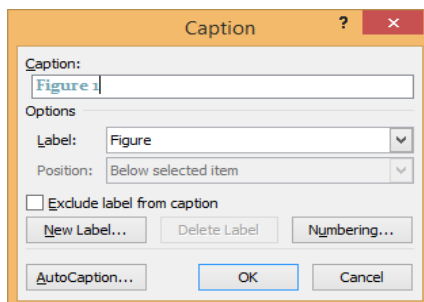 Caption ? ×
Caption:
Figure 1
Options
Label: Figure
Position: Below selected item
Exclude label from caption
New Label... Delete Label Numbering...
AutoCaption... OK Cancel